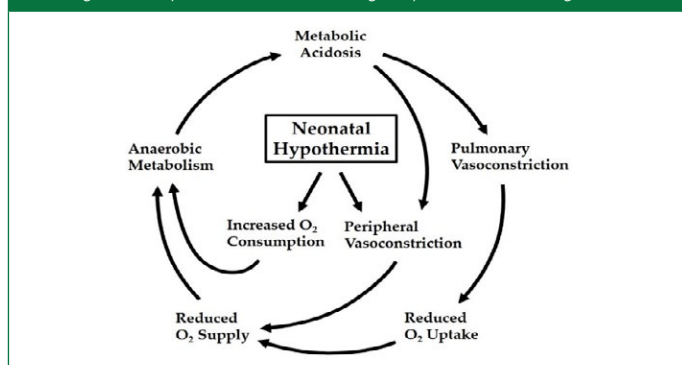 Metabolic
Acidosis
Neonatal
Hypothermia
Anaerobic
Metabolism
Pulmonary
Vasoconstriction
Increased O₂
Consumption
Peripheral
Vasoconstriction
Reduced
O₂ Supply
Reduced
O₂ Uptake